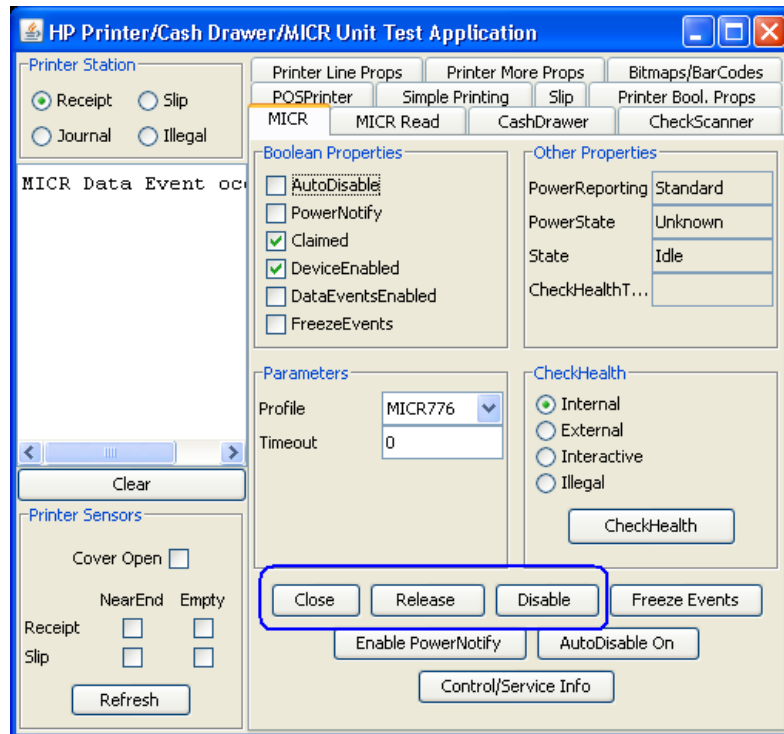 HP Printer/Cash Drawer/MICR Unit Test Application
Printer Station
Receipt Slip
Journal Illegal
MICR Data Event occ
Clear
Printer Sensors
Cover Open
NearEnd Empty
Receipt
Slip
Refresh
Printer Line Props Printer More Props Bitmaps/BarCodes
POSPrinter Simple Printing Slip Printer Bool. Props
MICR MICR Read CashDrawer CheckScanner
Boolean Properties
AutoDisable
PowerNotify
Claimed
DeviceEnabled
DataEventsEnabled
FreezeEvents
Other Properties
PowerReporting Standard
PowerState Unknown
State Idle
CheckHealthT...
Parameters
Profile MICR776
Timeout 0
CheckHealth
Internal
External
Interactive
Illegal
CheckHealth
Close Release Disable Freeze Events
Enable PowerNotify AutoDisable On
Control/Service Info